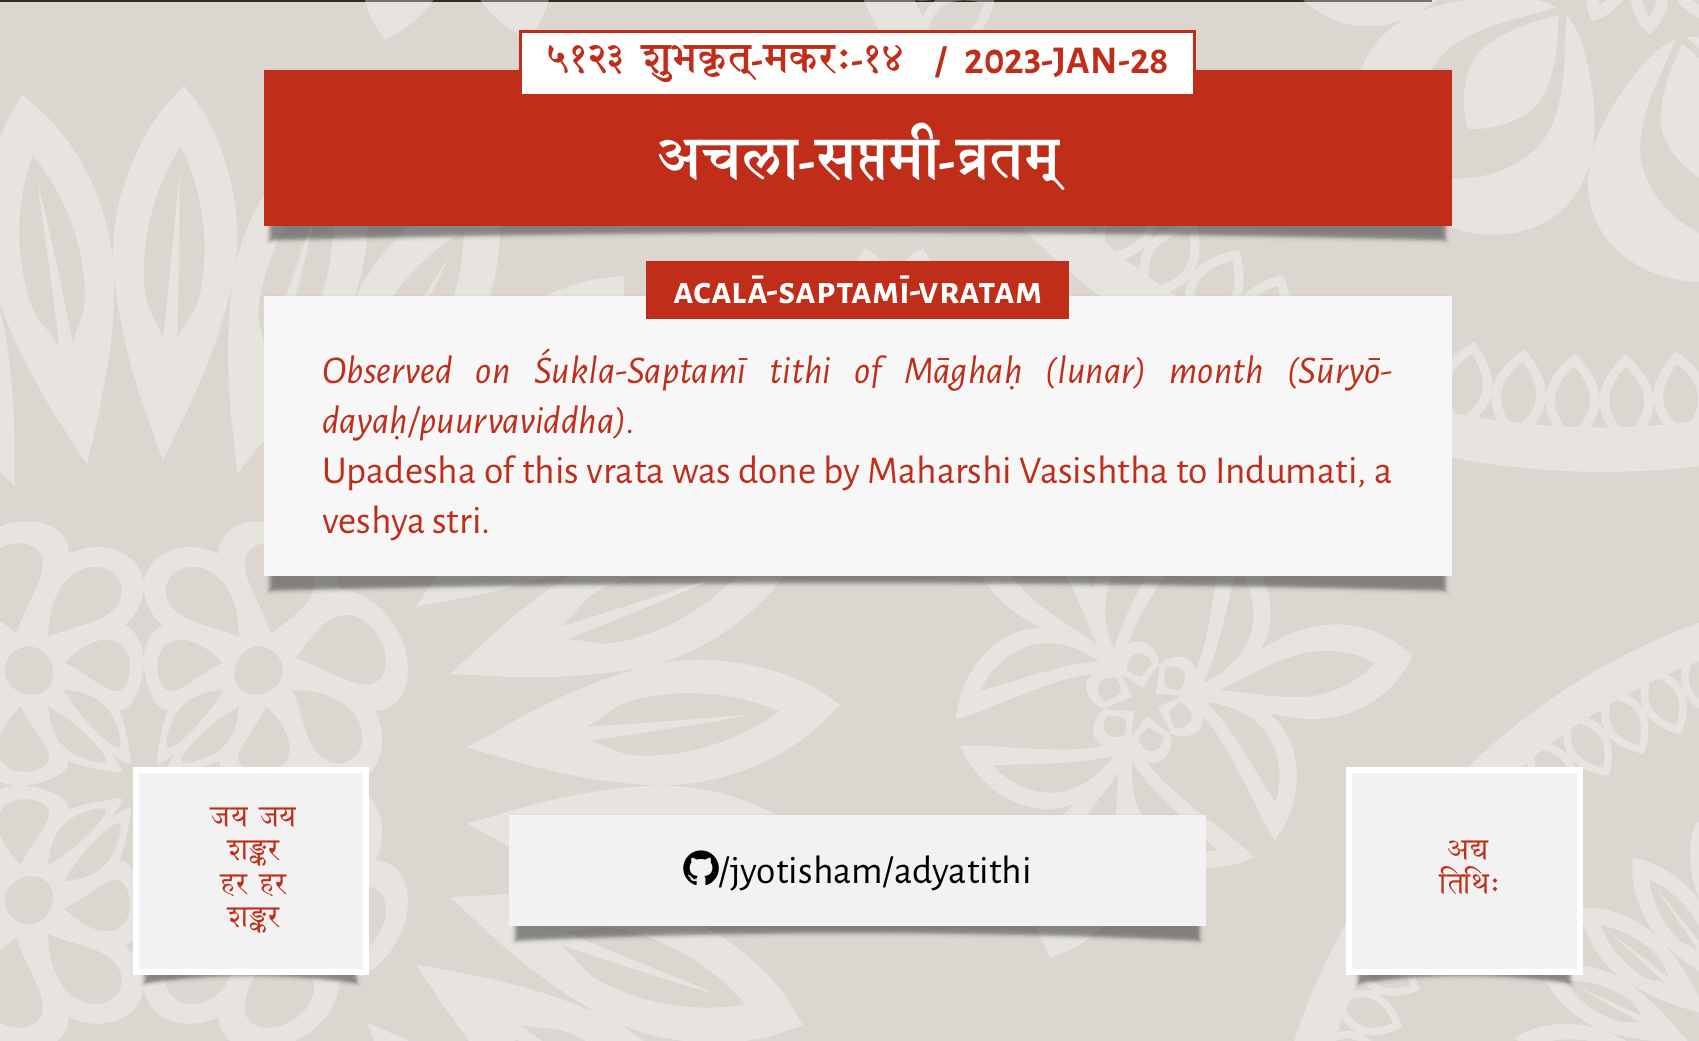 ५१२३ शुभकृत्-मकरः-१४ / 2023-JAN-28
अचला-सप्तमी-व्रतम्
ACALĀ-SAPTAMĪ-VRATAM
Observed on Śukla-Saptamī tithi of Māghaḥ (lunar) month (Sūryō-
dayaḥ/puurvaviddha).
Upadesha of this vrata was done by Maharshi Vasishtha to Indumati, a
veshya stri.
जय जय
शङ्कर
हर हर
शङ्कर
/jyotisham/adyatithi
अद्य
तिथिः